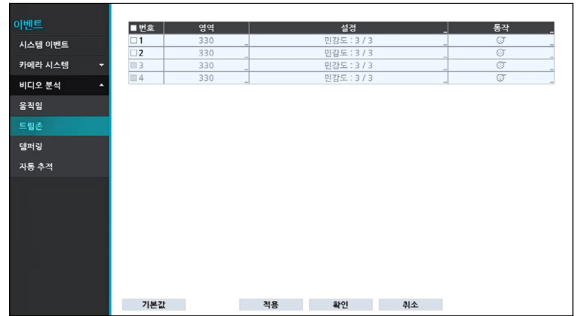 이벤트
시스템 이벤트
카메라 시스템
비디오 분석
움직임
트립존
탬퍼링
자동 추적
번호 영역 설정 동작
1 330 민감도 : 3 / 3
2 330 민감도 : 3 / 3
3 330 민감도 : 3 / 3
4 330 민감도 : 3 / 3
기본값 적용 확인 취소